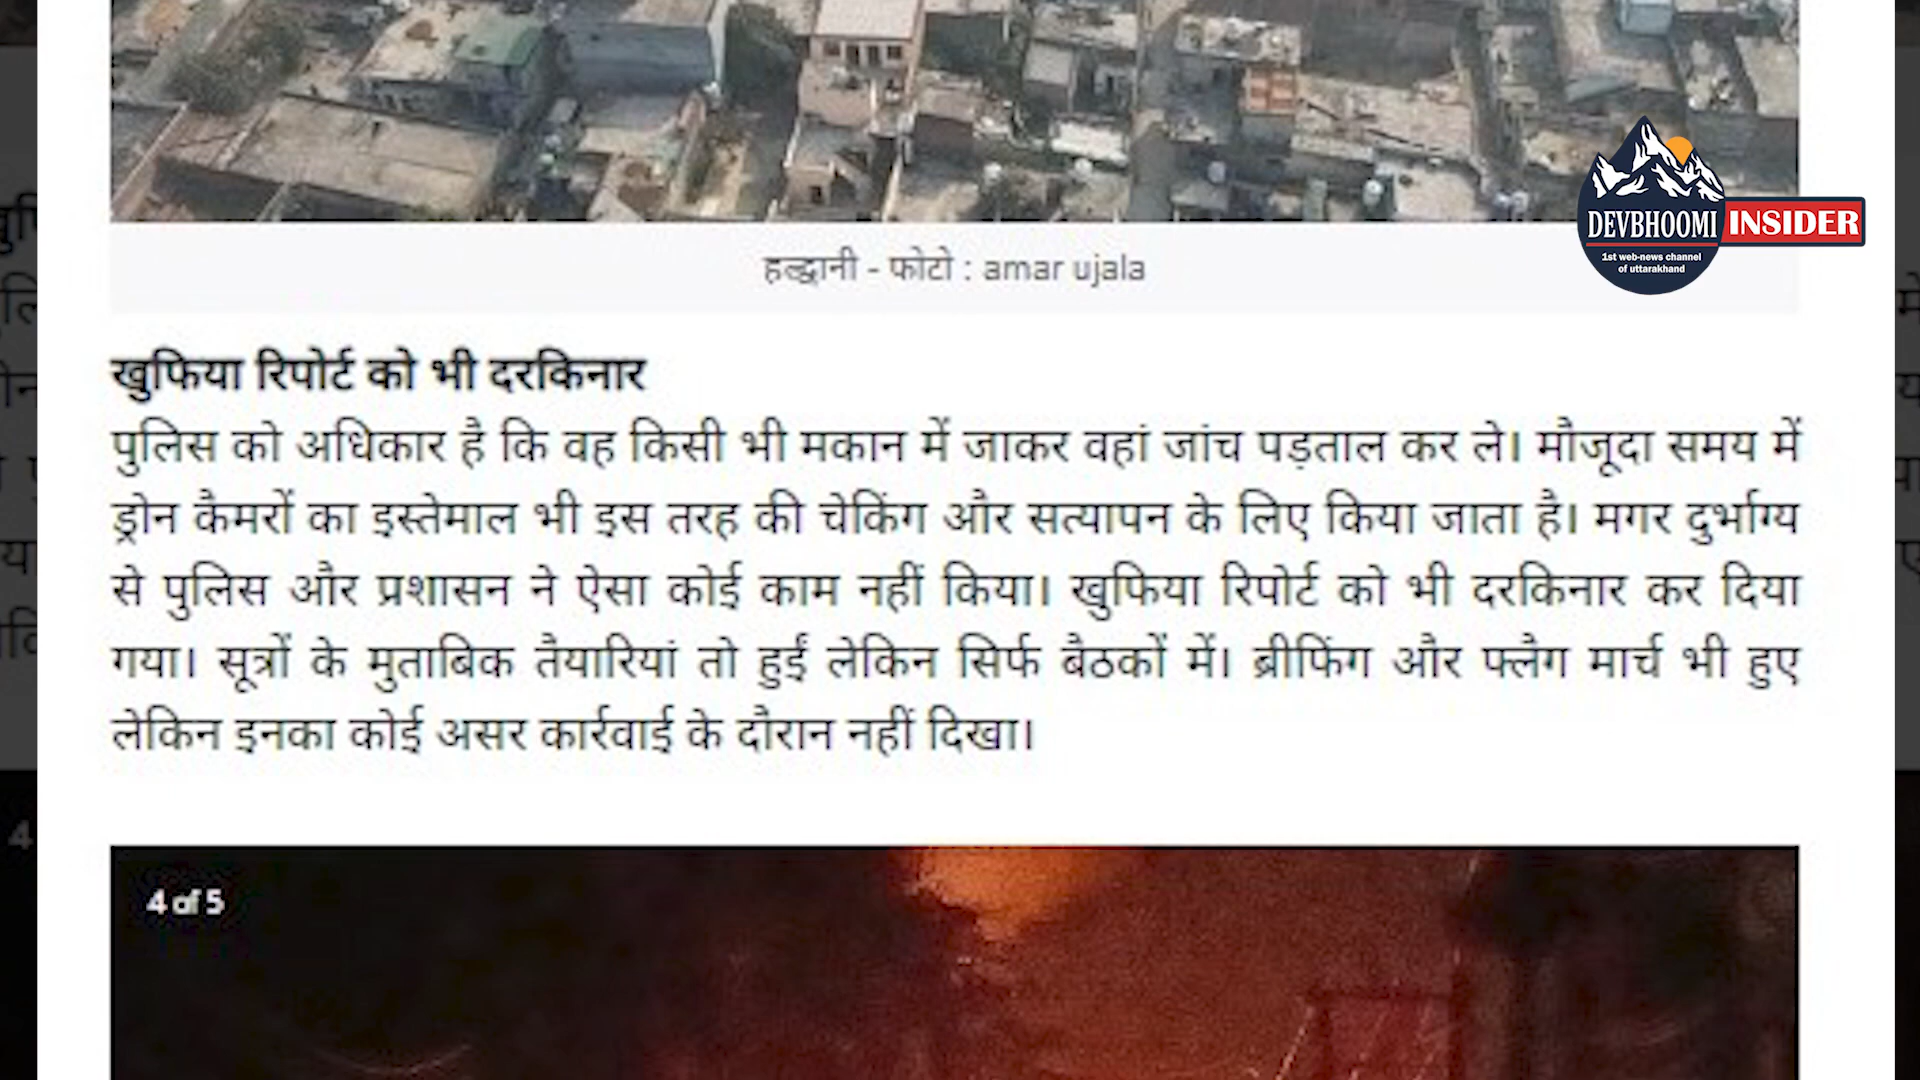 DEVBHOOMI INSIDER
1st web-news channel
of uttarakhand
हल्द्वानी - फोटो : amar ujala
खुफिया रिपोर्ट को भी दरकिनार
पुलिस को अधिकार है कि वह किसी भी मकान में जाकर वहां जांच पड़ताल कर ले। मौजूदा समय में
ड्रोन कैमरों का इस्तेमाल भी इस तरह की चेकिंग और सत्यापन के लिए किया जाता है। मगर दुर्भाग्य
से पुलिस और प्रशासन ने ऐसा कोई काम नहीं किया। खुफिया रिपोर्ट को भी दरकिनार कर दिया
गया। सूत्रों के मुताबिक तैयारियां तो हुईं लेकिन सिर्फ बैठकों में। ब्रीफिंग और फ्लैग मार्च भी हुए
लेकिन इनका कोई असर कार्रवाई के दौरान नहीं दिखा।
4 of 5